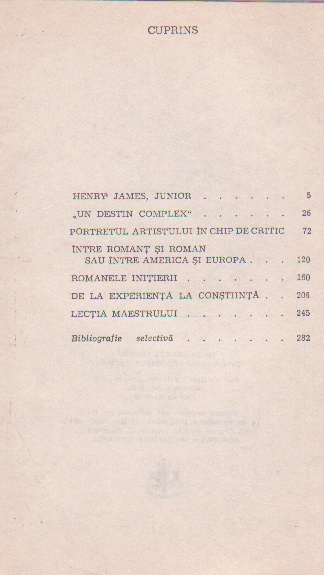 CUPRINS
HENRY JAMES, JUNIOR . . . . . . 5
„UN DESTIN COMPLEX“ . . . . . . 26
PORTRETUL ARTISTULUI ÎN CHIP DE CRITIC 72
ÎNTRE ROMANȚ ȘI ROMAN
SAU ÎNTRE AMERICA ȘI EUROPA . . . 120
ROMANELE INIȚIERII . . . . . . . 160
DE LA EXPERIENȚĂ LA CONȘTIINȚĂ . . 206
LECȚIA MAESTRULUI . . . . . . . 245
Bibliografie selectivă . . . . . . . 282